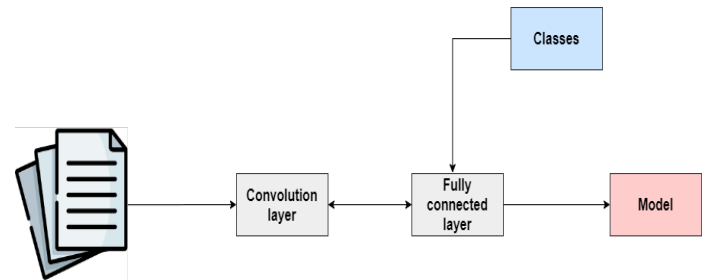 Classes
Convolution
layer
Fully
connected
layer
Model